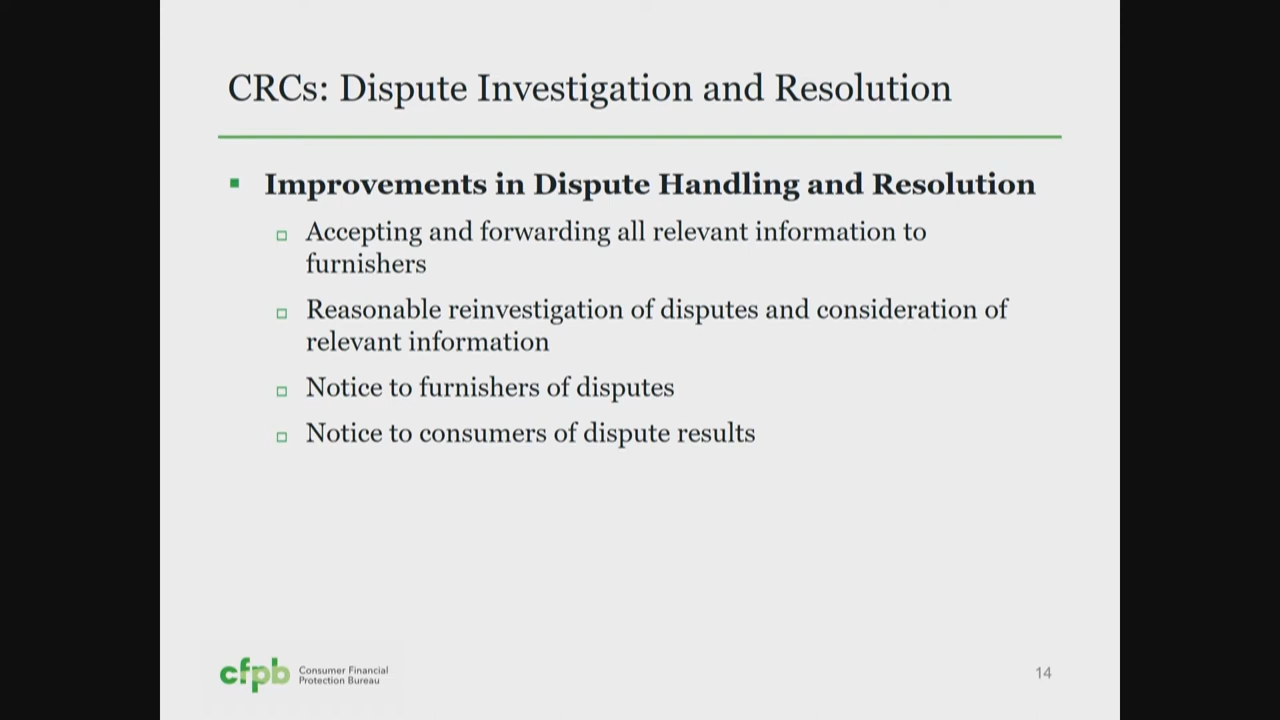 CRCs: Dispute Investigation and Resolution
Improvements in Dispute Handling and Resolution
Accepting and forwarding all relevant information to
furnishers
Reasonable reinvestigation of disputes and consideration of
relevant information
Notice to furnishers of disputes
Notice to consumers of dispute results
cfpb Consumer Financial
Protection Bureau
14